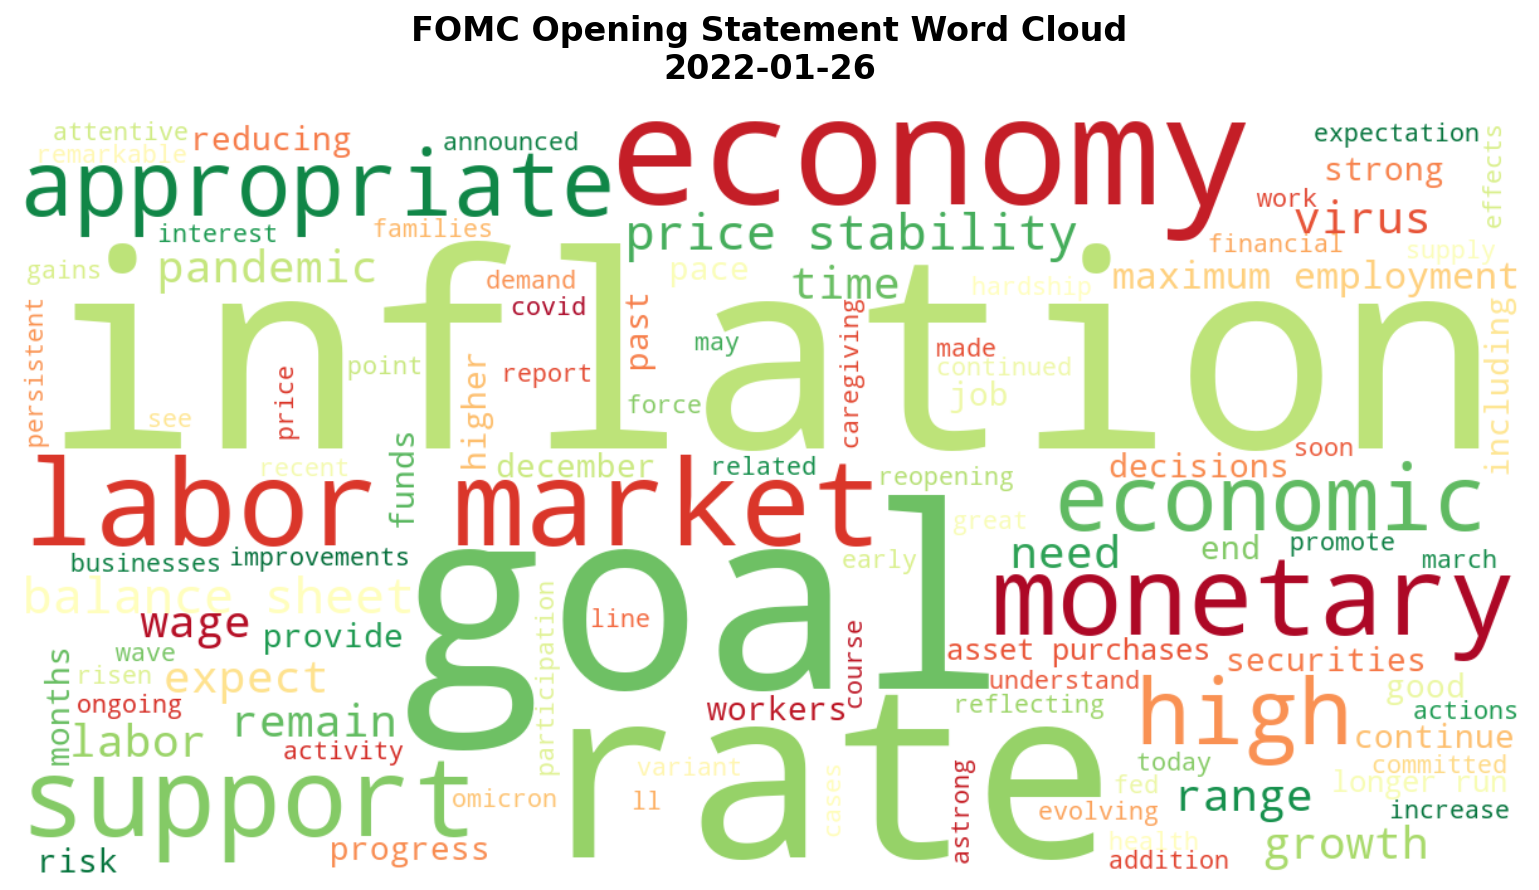 FOMC Opening Statement Word Cloud
2022-01-26
attentive
remarkable
reducing
announced
appropriate
economy
expectation
strong
effects
work
virus
interest
families
price stability
financial
supply
gains
pandemic
demand
pace
time
hardship
maximum employment
covid
inflation
persistent
past
may
caregiving
made
continued
including
point
report
higher
price
see
force
job
soon
recent
funds
december
related
reopening
decisions
labor market
economic
great
businesses
improvements
early
need
end
promote
march
balance sheet
goal
monetary
wage
provide
line
participation
course
asset purchases
securities
wave
risen
expect
understand
months
ongoing
remain
workers
reflecting
high
good
actions
labor
activity
continue
support
rate
variant
today
committed
omicron
ll
cases
astrong
fed
range
longer run
evolving
increase
risk
progress
health
addition
growth